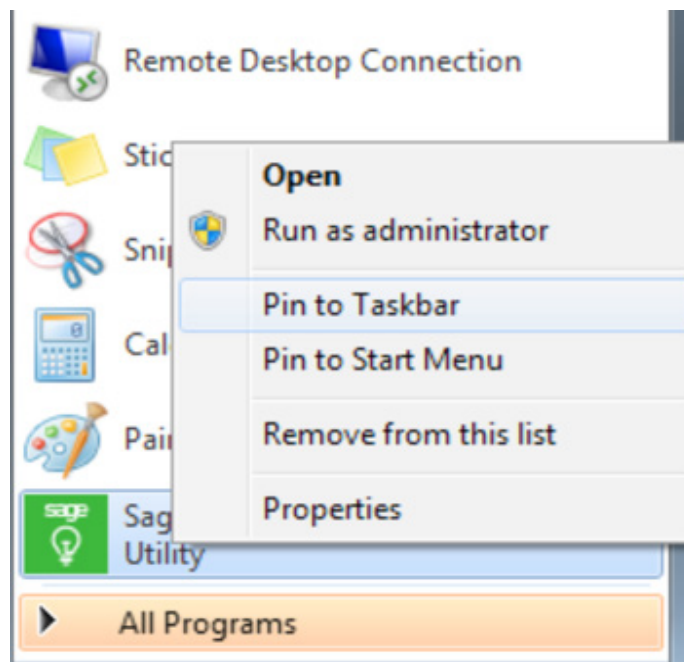 Remote Desktop Connection
Stic
Open
Run as administrator
Snip
Pin to Taskbar
Cal
Pin to Start Menu
Pai
Remove from this list
sage
Sag
Properties
Utility
All Programs